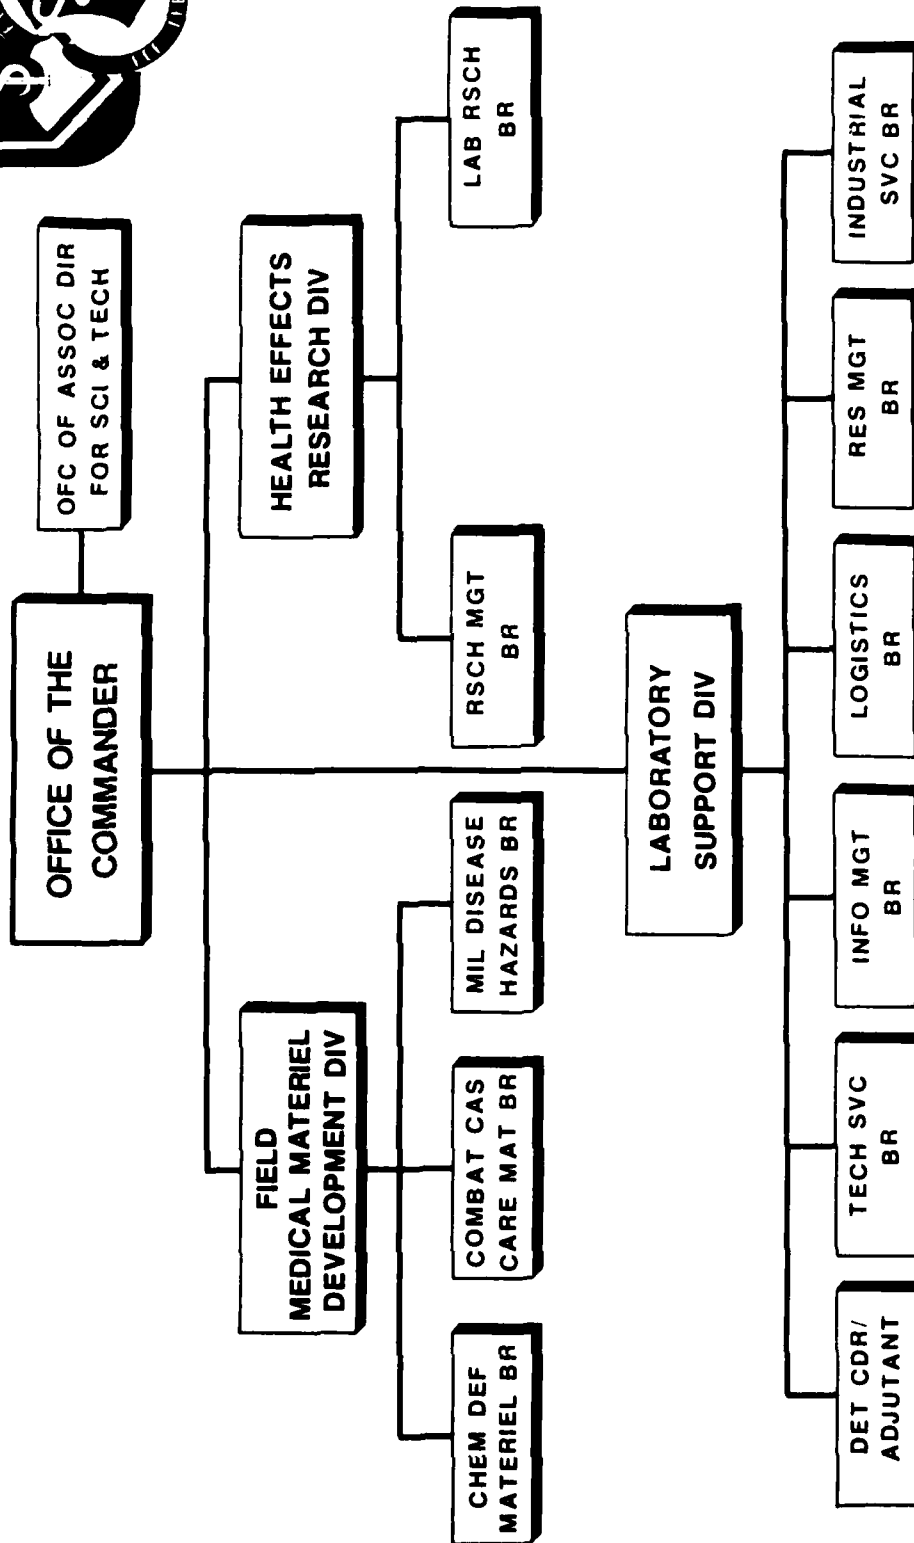 OFFICE OF THE
COMMANDER
OFC OF ASSOC DIR
FOR SCI & TECH
FIELD
MEDICAL MATERIEL
DEVELOPMENT DIV
HEALTH EFFECTS
RESEARCH DIV
CHEM DEF
MATERIEL BR
COMBAT CAS
CARE MAT BR
MIL DISEASE
HAZARDS BR
RSCH MGT
BR
LAB RSCH
BR
LABORATORY
SUPPORT DIV
DET CDR/
ADJUTANT
TECH SVC
BR
INFO MGT
BR
LOGISTICS
BR
RES MGT
BR
INDUSTRIAL
SVC BR